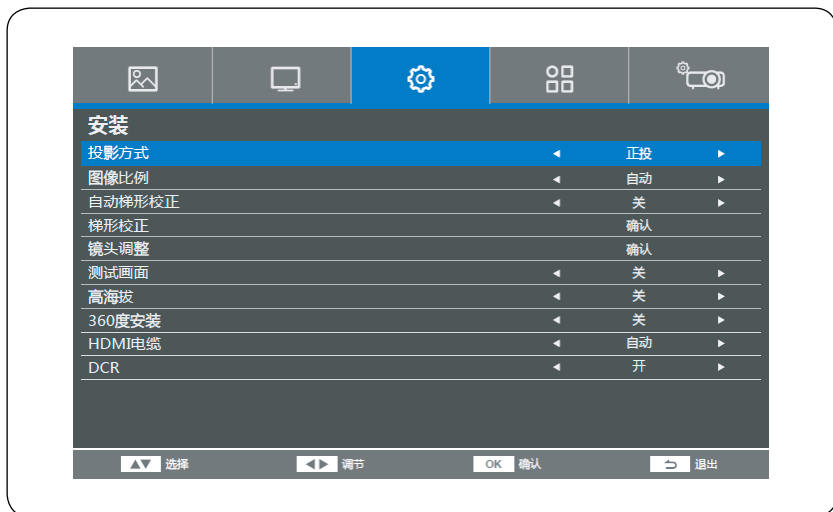 安装
投影方式 正投
图像比例 自动
自动梯形校正 关
梯形校正 确认
镜头调整 确认
测试画面 关
高海拔 关
360度安装 关
HDMI电缆 自动
DCR 开
选择 调节 OK 确认 退出